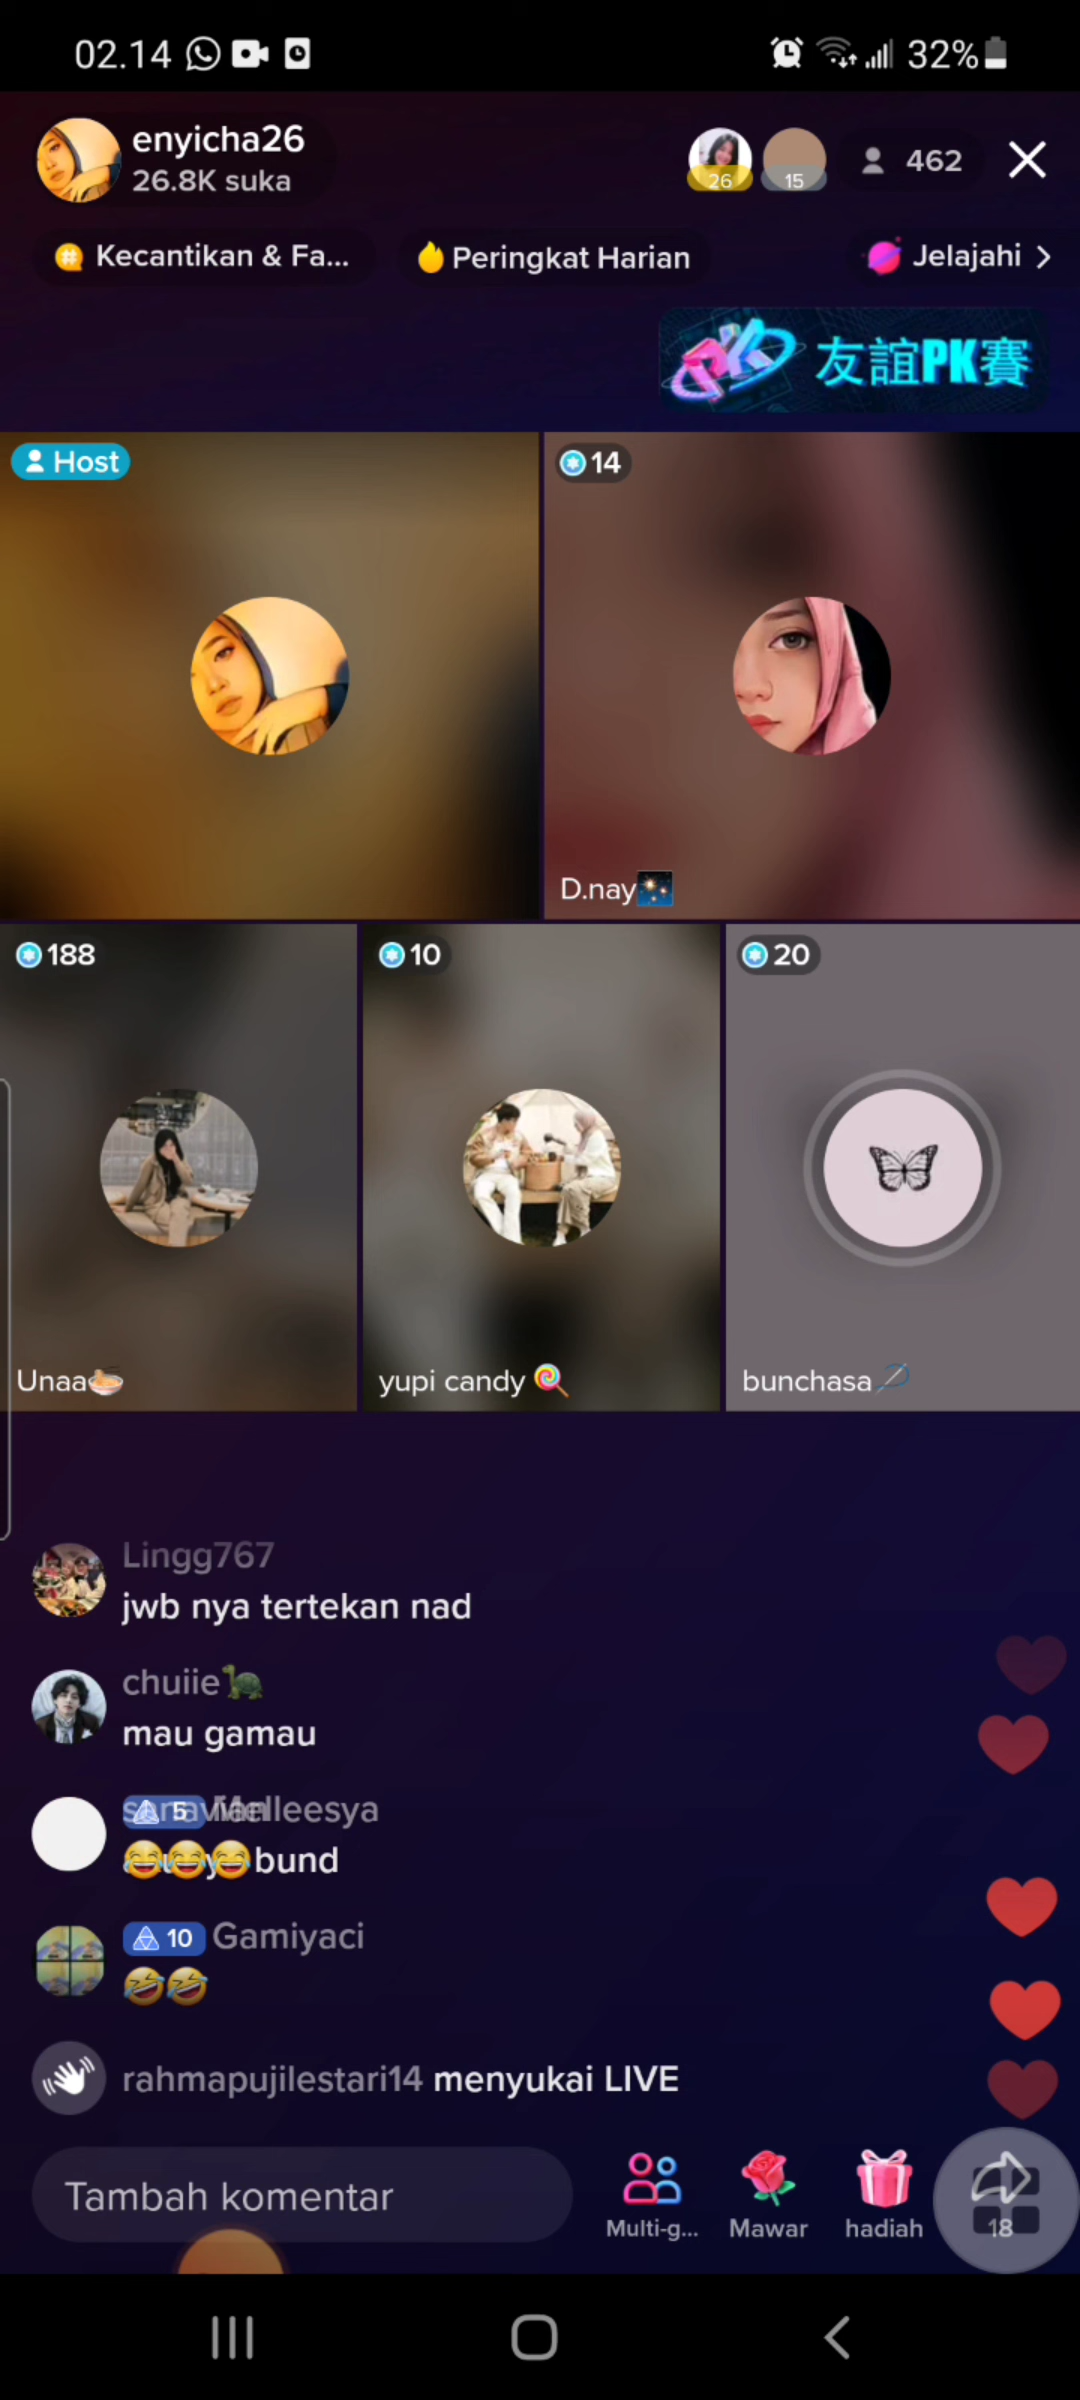 02.14
32%
enyicha26
26.8K suka
26
15
462
Kecantikan & Fa...
Peringkat Harian
Jelajahi
PK
友誼PK賽
Host
14
D.nay
188
10
20
Unaa
yupi candy
bunchasa
Lingg767
jwb nya tertekan nad
chuiie
mau gamau
5
bund
10 Gamiyaci
rahmapujilestari14 menyukai LIVE
Tambah komentar
Multi-g...
Mawar
hadiah
18